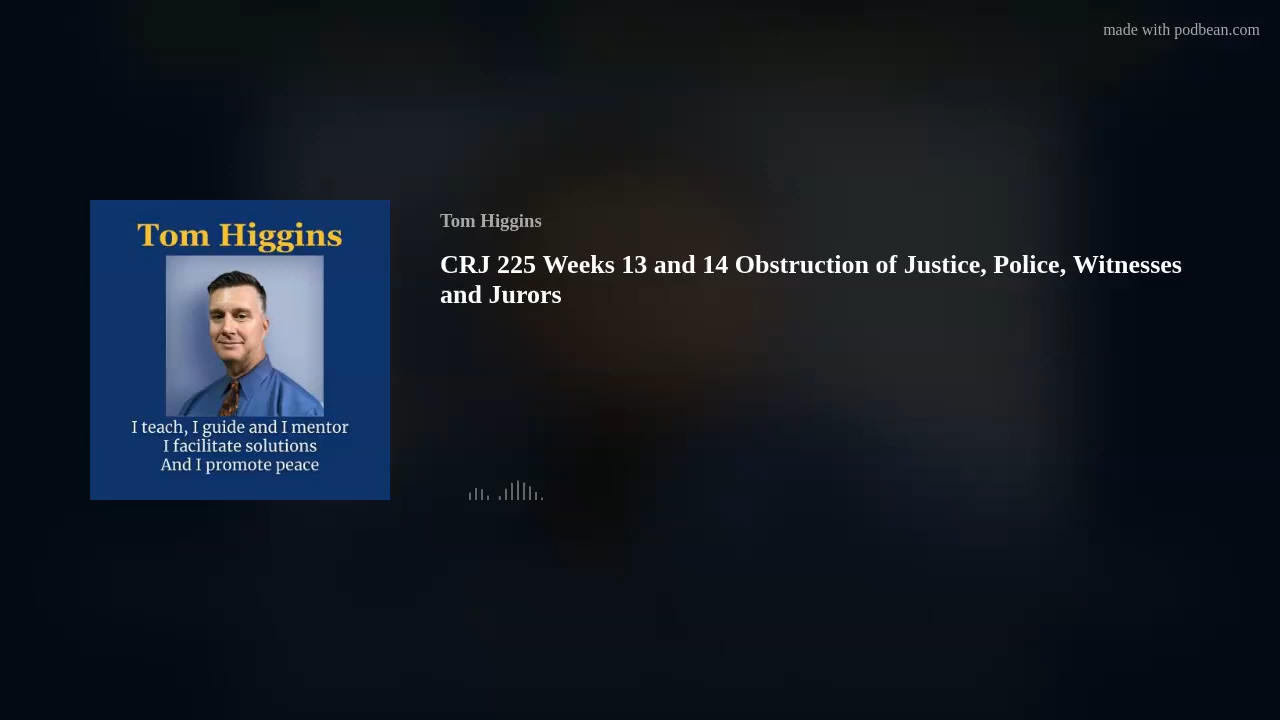 made with podbean.com
Tom Higgins
I teach, I guide and I mentor
I facilitate solutions
And I promote peace
Tom Higgins
CRJ 225 Weeks 13 and 14 Obstruction of Justice, Police, Witnesses
and Jurors